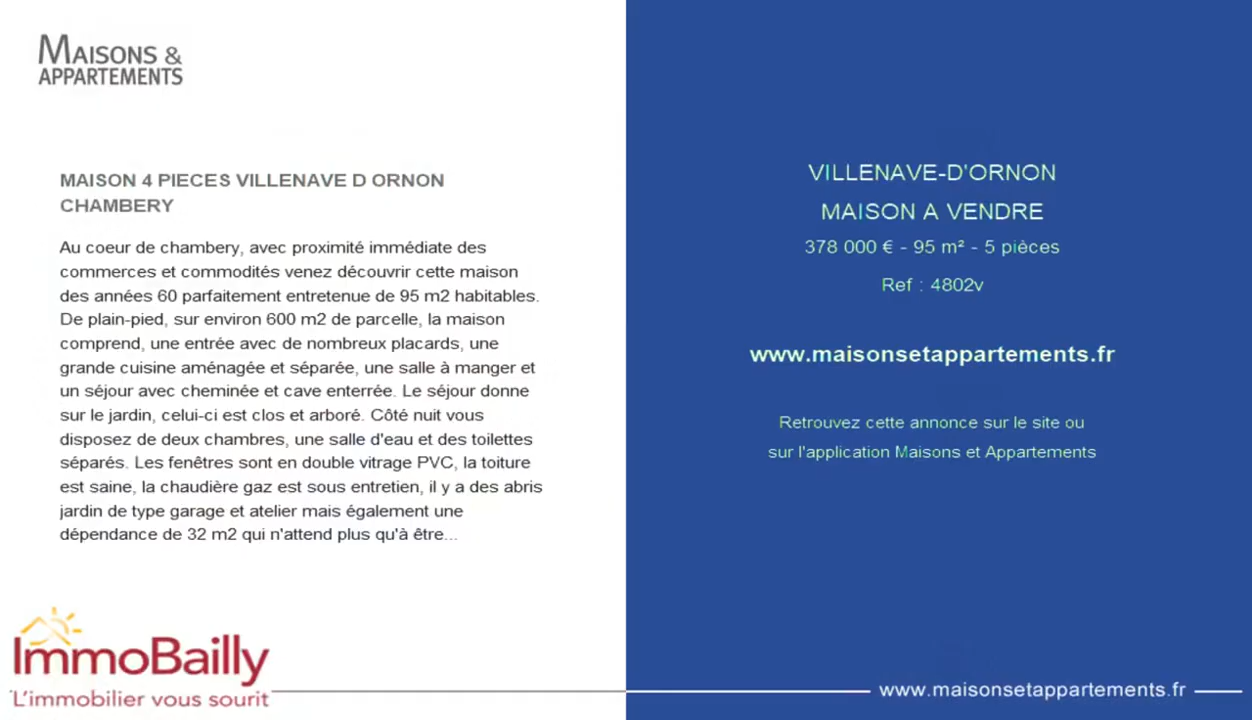 MAISONS &
APPARTEMENTS
MAISON 4 PIECES VILLENAVE D ORNON
CHAMBERY
Au coeur de chambery, avec proximité immédiate des
commerces et commodités venez découvrir cette maison
des années 60 parfaitement entretenue de 95 m2 habitables.
De plain-pied, sur environ 600 m2 de parcelle, la maison
comprend, une entrée avec de nombreux placards, une
grande cuisine aménagée et séparée, une salle à manger et
un séjour avec cheminée et cave enterrée. Le séjour donne
sur le jardin, celui-ci est clos et arboré. Côté nuit vous
disposez de deux chambres, une salle d'eau et des toilettes
séparés. Les fenêtres sont en double vitrage PVC, la toiture
est saine, la chaudière gaz est sous entretien, il y a des abris
jardin de type garage et atelier mais également une
dépendance de 32 m2 qui n'attend plus qu'à être...
ImmoBailly
L'immobilier vous sourit
VILLENAVE-D'ORNON
MAISON A VENDRE
378 000 € - 95 m² - 5 pièces
Ref : 4802v
www.maisonsetappartements.fr
Retrouvez cette annonce sur le site ou
sur l'application Maisons et Appartements
www.maisonsetappartements.fr